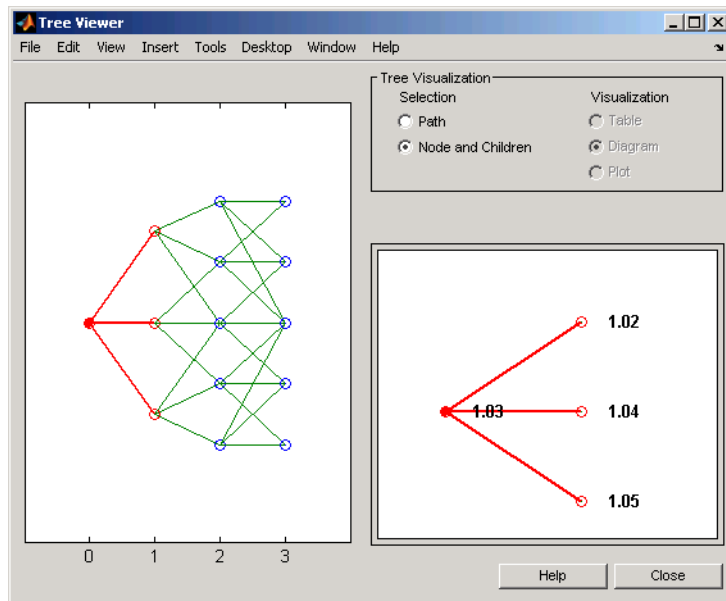 Tree Viewer
File Edit View Insert Tools Desktop Window Help
Tree Visualization
Selection Visualization
Path Table
Node and Children Diagram
Plot
1.02
1.03 1.04
1.05
0 1 2 3
Help Close